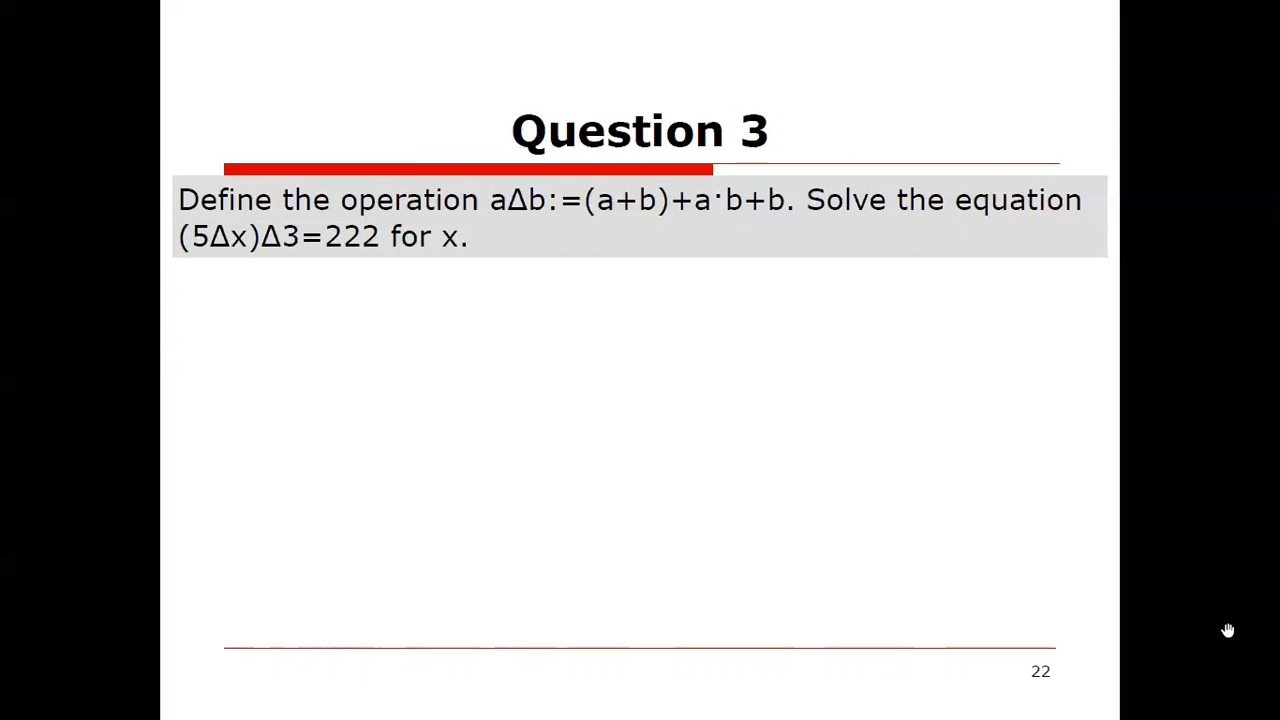 Question 3
Define the operation aΔb:=(a+b)+a·b+b. Solve the equation
(5Δx)Δ3=222 for x.
22